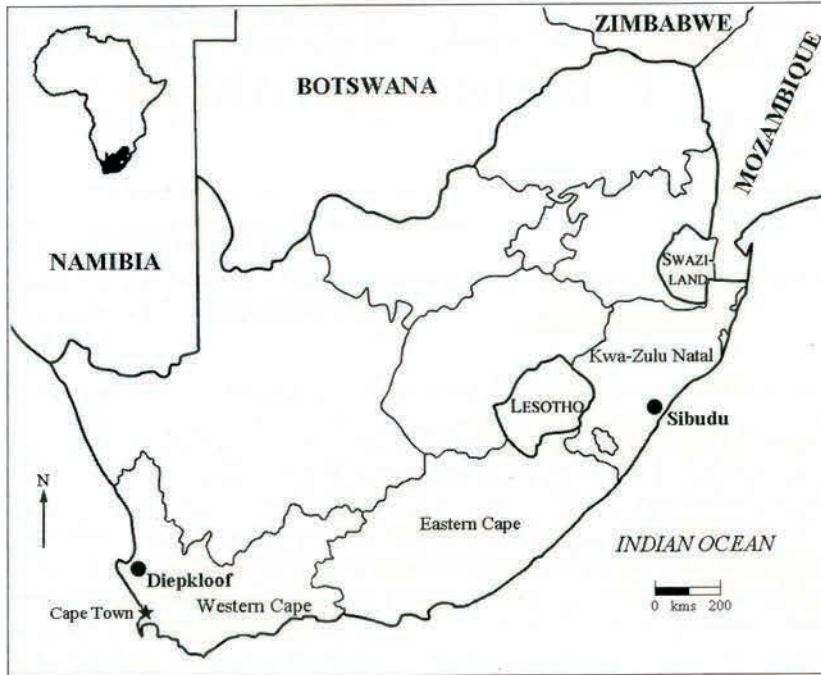 ZIMBABWE
BOTSWANA
MOZAMBIQUE
NAMIBIA
SWAZI-
LAND
Kwa-Zulu Natal
LESOTHO
Sibudu
N
Eastern Cape
INDIAN OCEAN
Diepkloof
Western Cape
Cape Town
0 kms 200